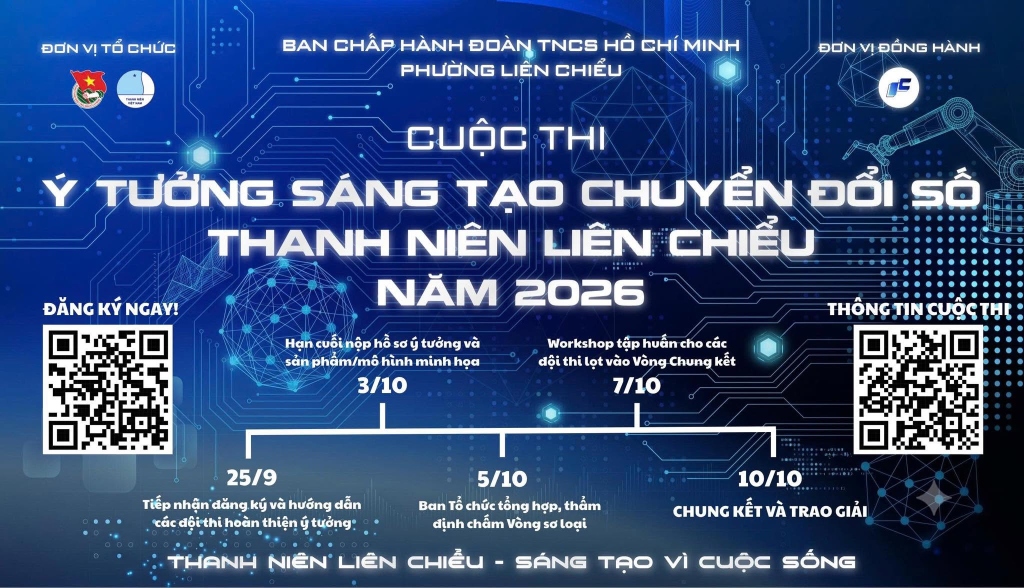 ĐƠN VỊ TỔ CHỨC
THANH NIÊN
VIỆT NAM
BAN CHẤP HÀNH ĐOÀN TNCS HỒ CHÍ MINH
PHƯỜNG LIÊN CHIỂU
ĐƠN VỊ ĐỒNG HÀNH
CUỘC THI
Ý TƯỞNG SÁNG TẠO CHUYỂN ĐỔI SỐ
THANH NIÊN LIÊN CHIỂU
NĂM 2026
ĐĂNG KÝ NGAY!
THÔNG TIN CUỘC THI
Hạn cuối nộp hồ sơ ý tưởng và
sản phẩm/mô hình minh họa
3/10
Workshop tập huấn cho các
đội thi lọt vào Vòng Chung kết
7/10
25/9
Tiếp nhận đăng ký và hướng dẫn
các đội thi hoàn thiện ý tưởng
5/10
Ban Tổ chức tổng hợp, thẩm
định chấm Vòng sơ loại
10/10
CHUNG KẾT VÀ TRAO GIẢI
THANH NIÊN LIÊN CHIỂU - SÁNG TẠO VÌ CUỘC SỐNG